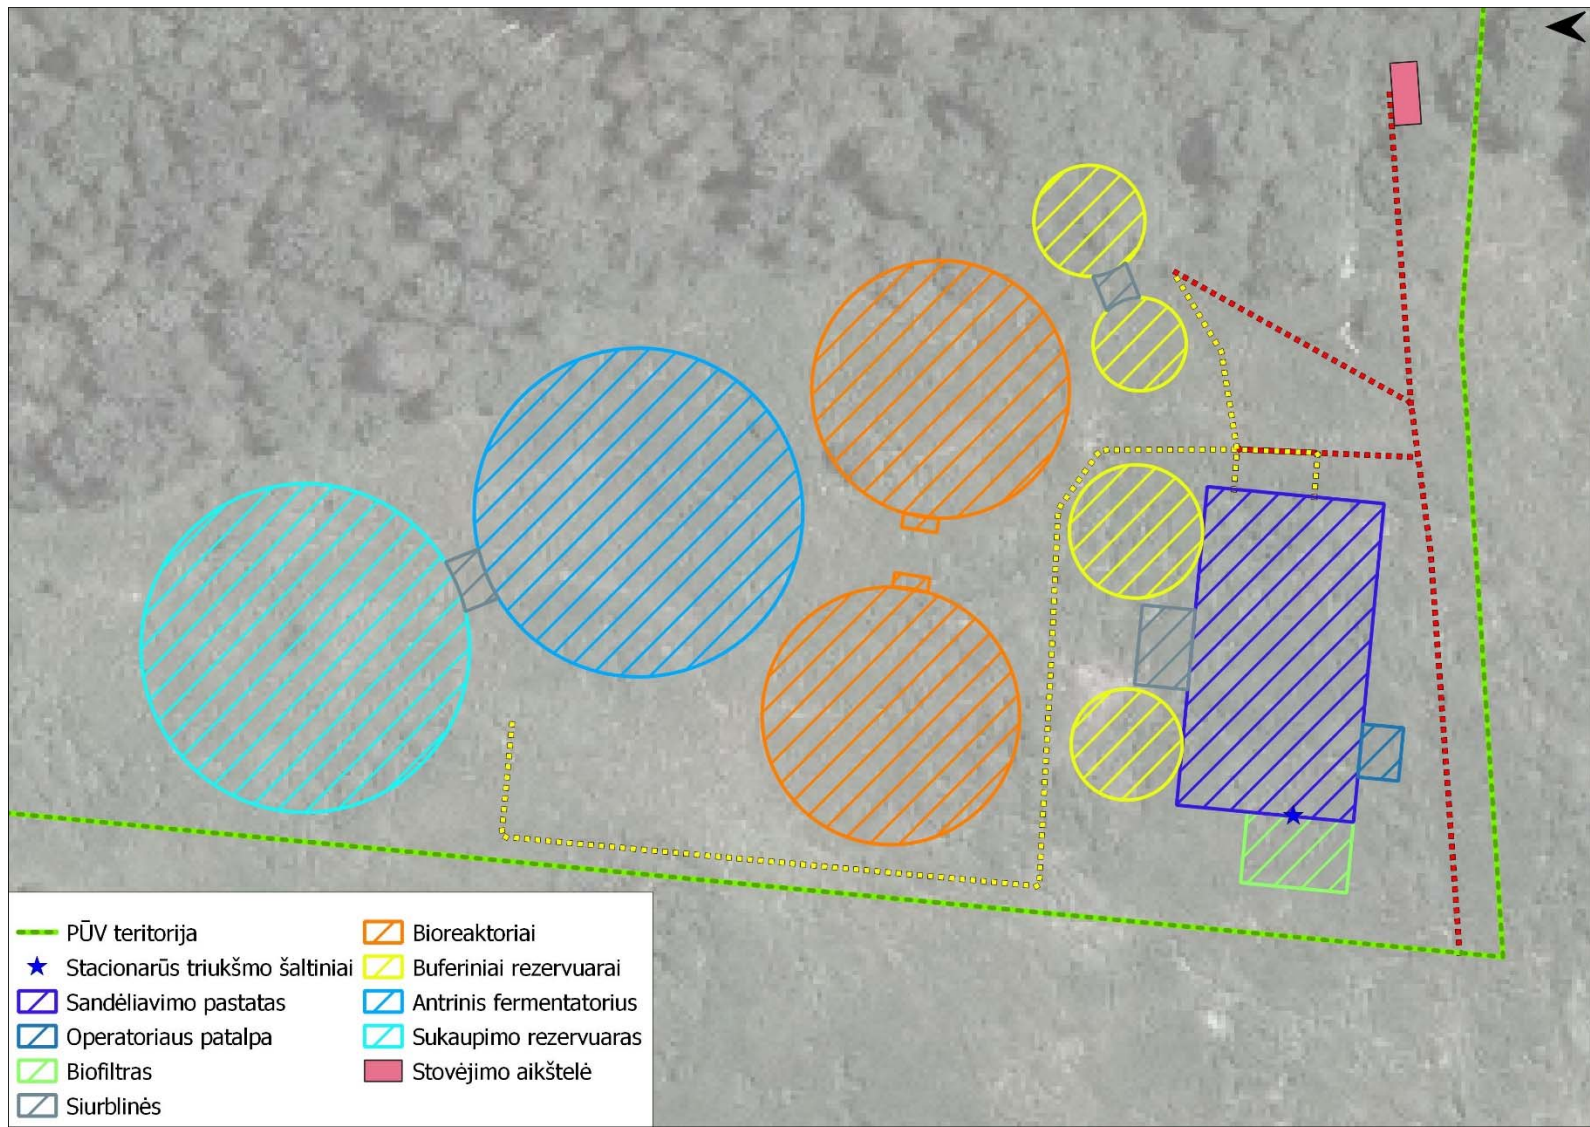 PŪV teritorija
Stacionarūs triukšmo šaltiniai
Sandėliavimo pastatas
Operatoriaus patalpa
Biofiltras
Siurblinės
Bioreaktoriai
Buferiniai rezervuarai
Antrinis fermentatorius
Sukaupimo rezervuaras
Stovėjimo aikštelė